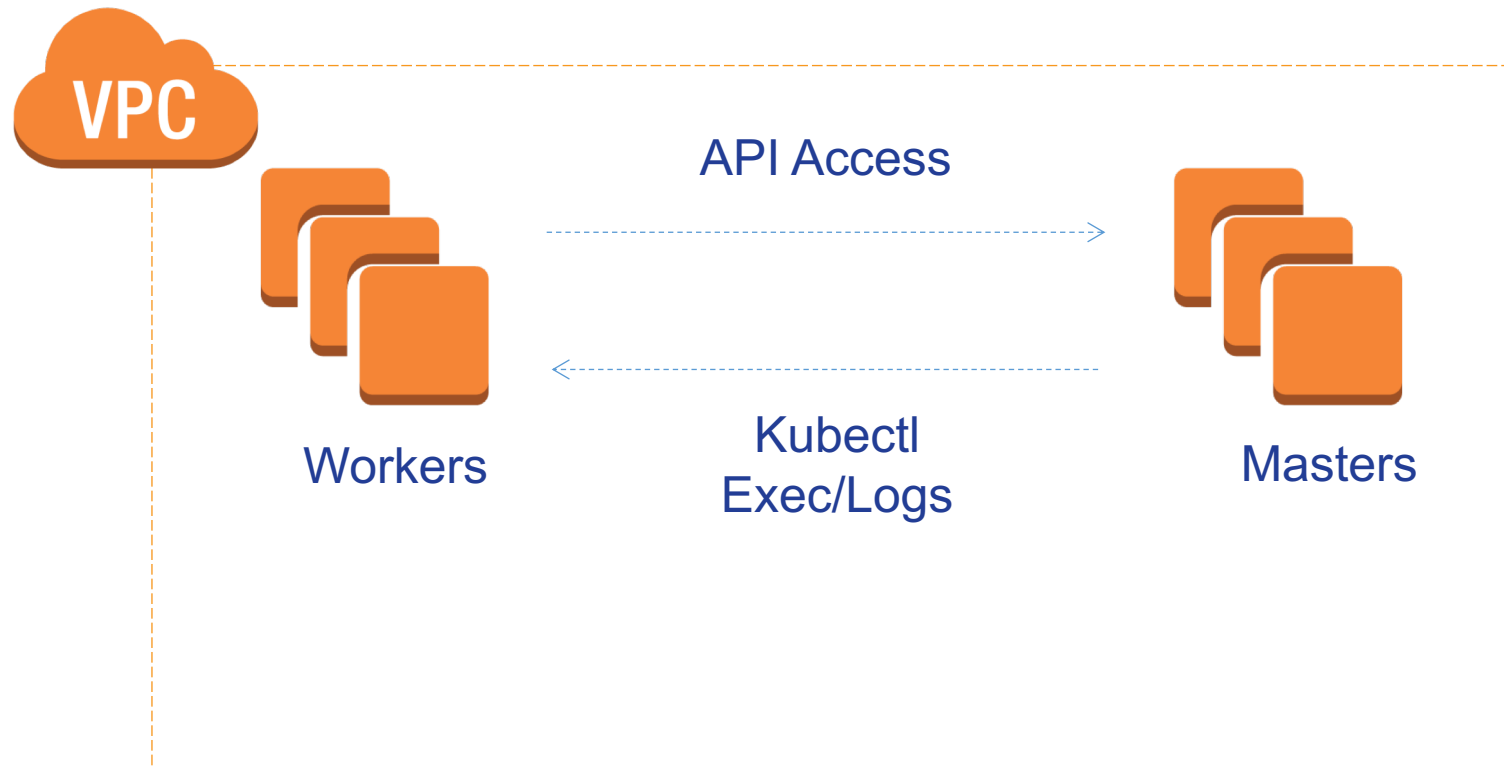 VPC
API Access
Kubectl
Exec/Logs
Workers
Masters